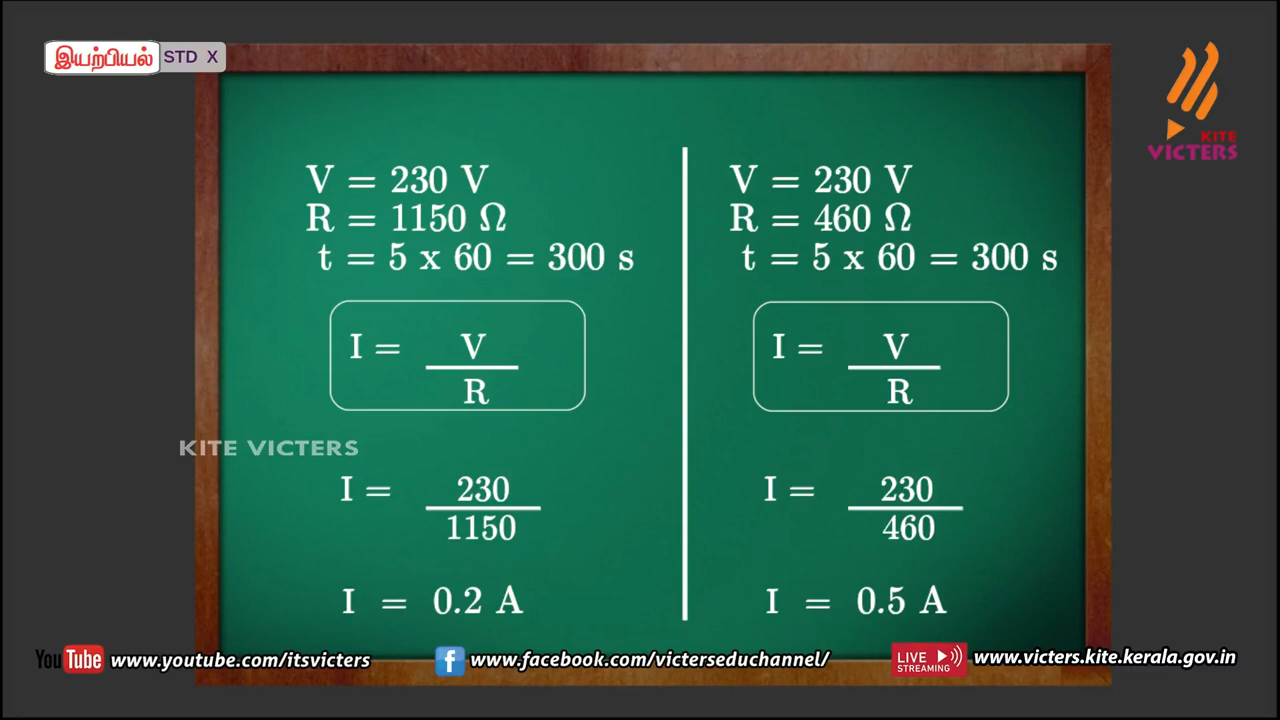 இயற்பியல் STD X
KITE
VICTERS
V = 230 V
R = 1150 Ω
t = 5 x 60 = 300 s
I = V
R
I = 230
1150
I = 0.2 A
V = 230 V
R = 460 Ω
t = 5 x 60 = 300 s
I = V
R
I = 230
460
I = 0.5 A
KITE VICTERS
YouTube www.youtube.com/itsvicters
f www.facebook.com/victerseduchannel/
LIVE
STREAMING
www.victers.kite.kerala.gov.in